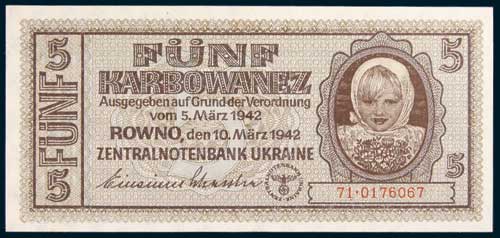 5
FÜNF
5
FÜNF
KARBOWANEZ
Ausgegeben auf Grund der Verordnung
vom 5. März 1942
ROWNO, den 10. März 1942
ZENTRALNOTENBANK UKRAINE
5
5
71·0176067